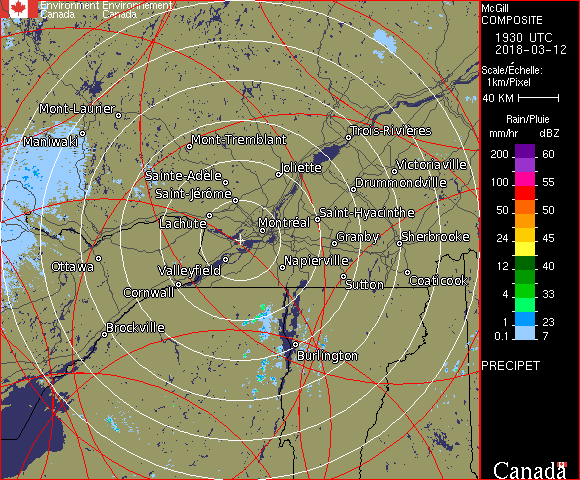 Environment Environnement
Canada Canada
McGill
COMPOSITE
1930 UTC
2018-03-12
Scale/Échelle:
1km/Pixel
40 KM
Rain/Pluie
mm/hr dBZ
200 60
100 55
50 50
24 45
12 40
4 33
1 23
0.1 7
PRECIPET
Canada
Mont-Laurier
Maniwaki
Mont-Tremblant
Trois-Rivières
Joliette
Victoriaville
Sainte-Adèle
Drummondville
Saint-Jérôme
Saint-Hyacinthe
Lachute
Montréal
Granby
Sherbrooke
Ottawa
Valleyfield
Napierville
Cornwall
Sutton
Coaticook
Brockville
Burlington